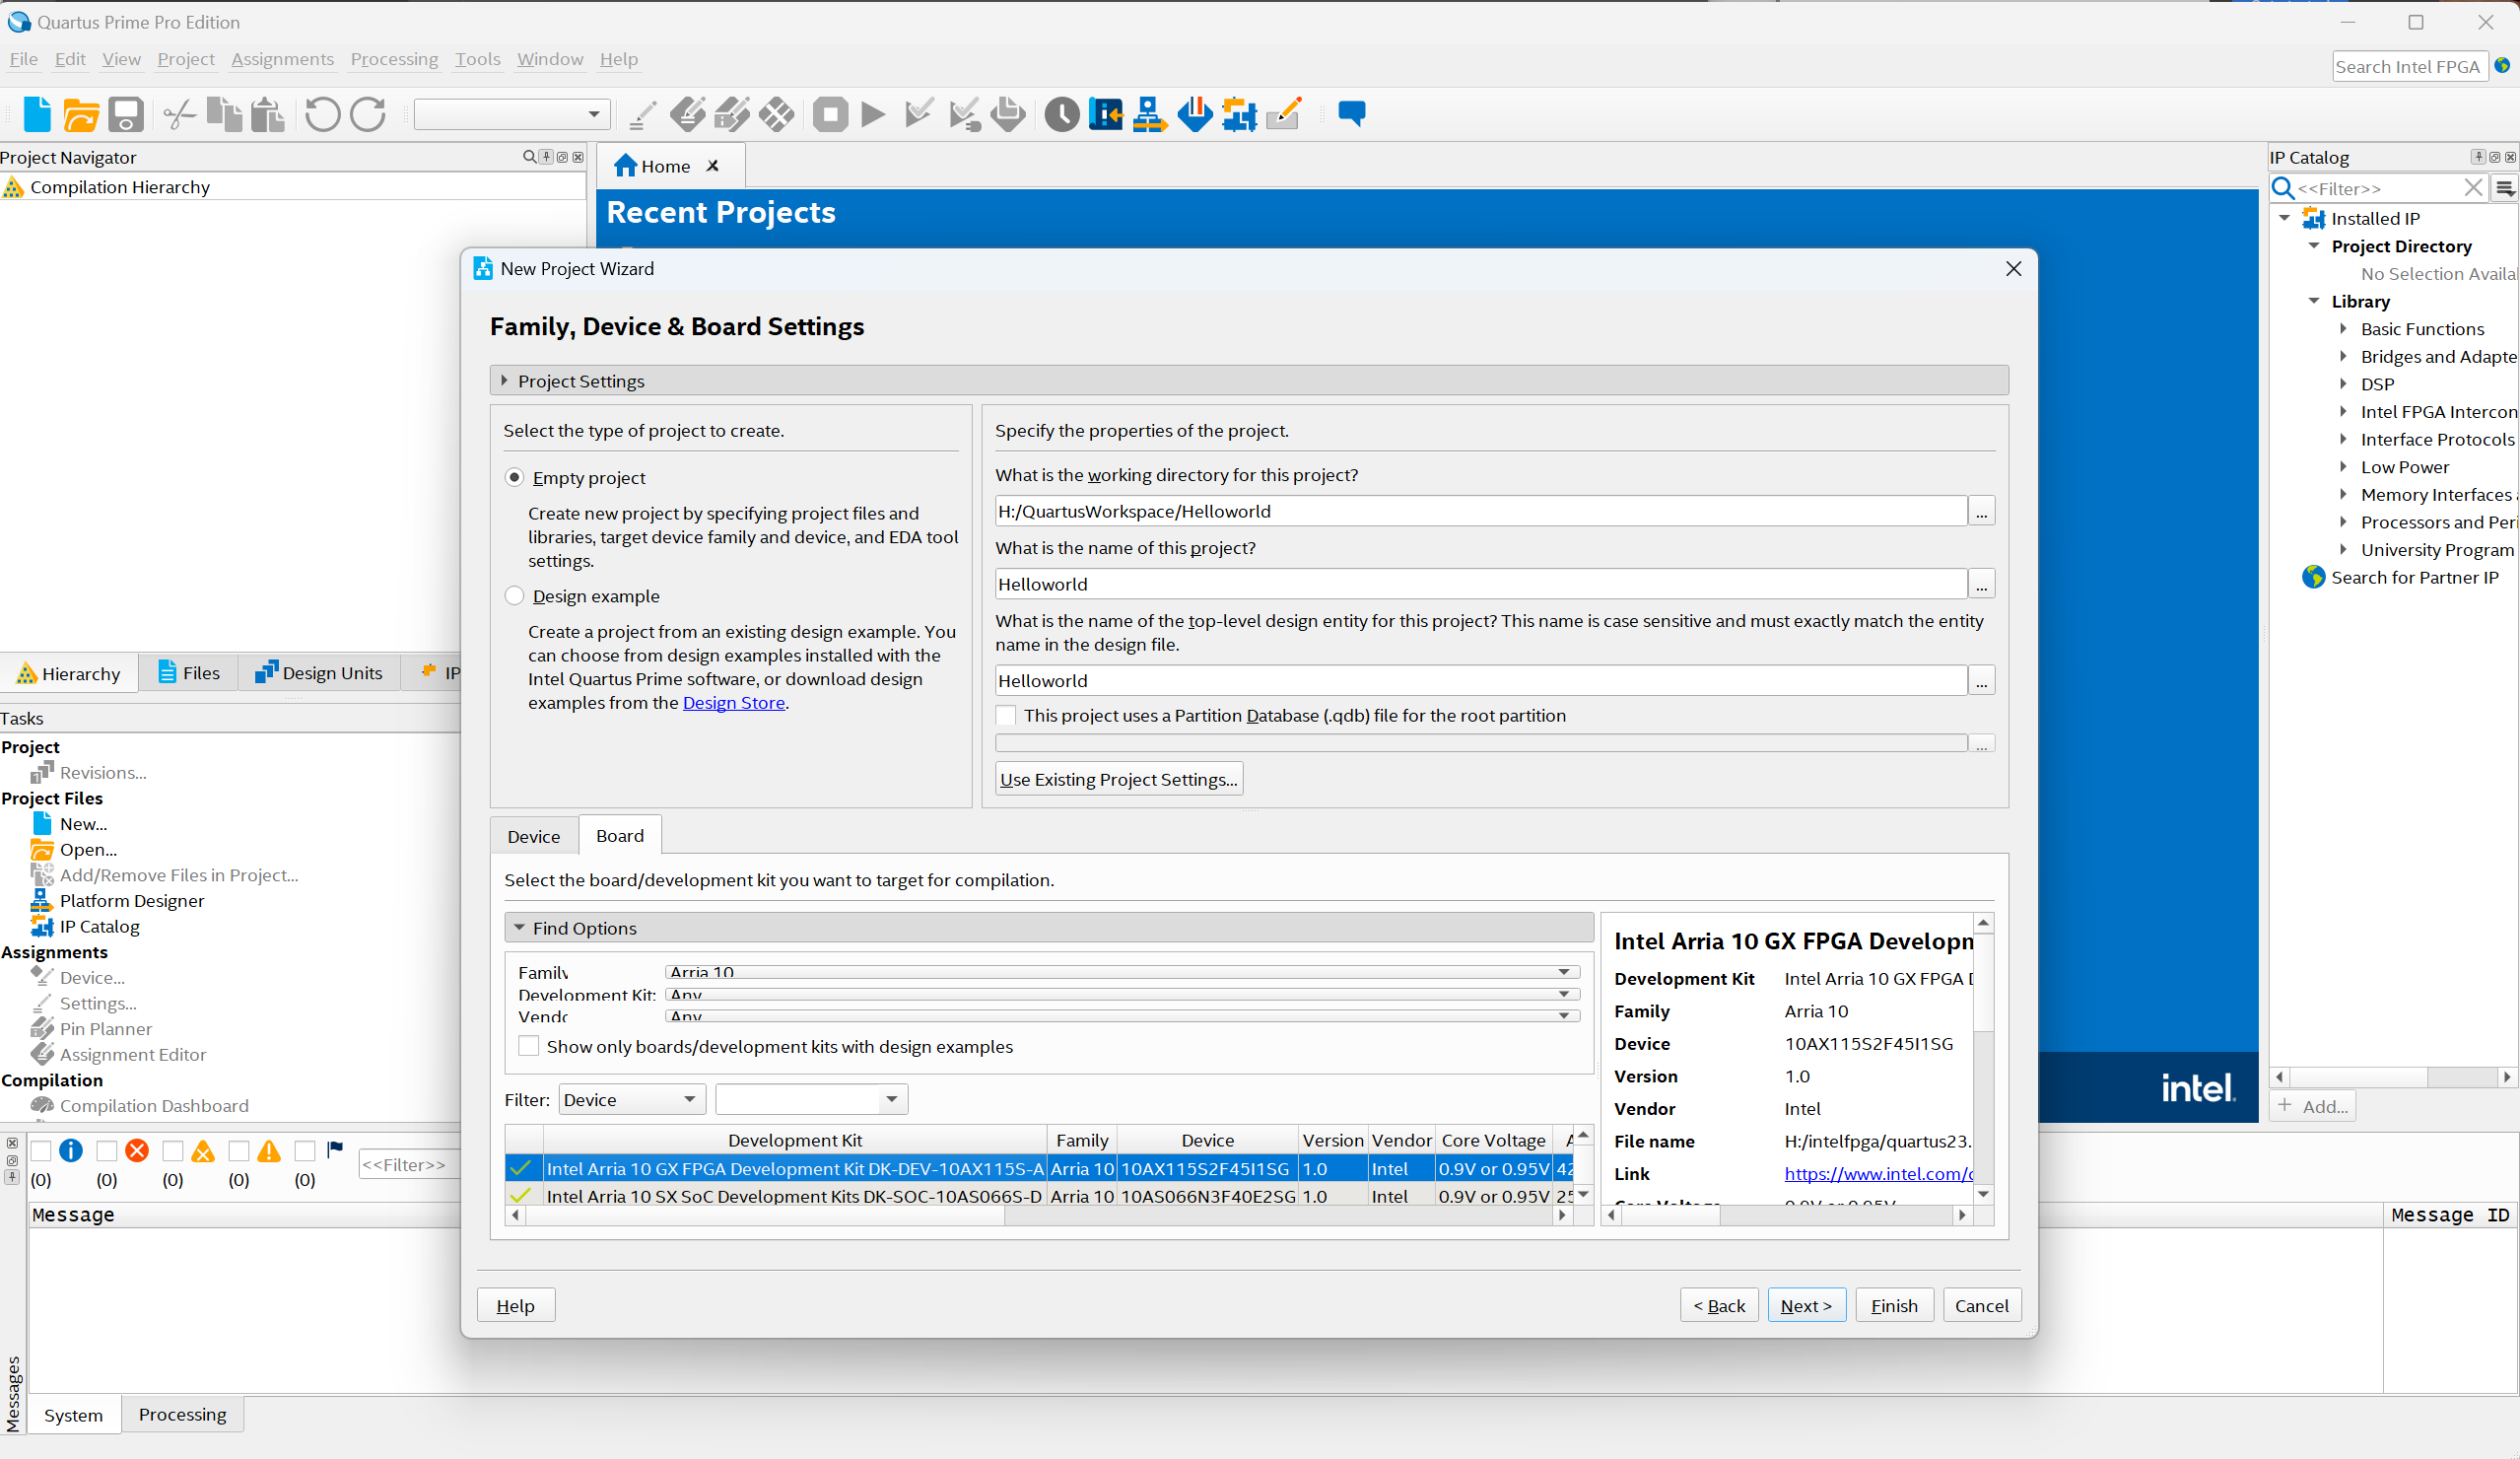 Quartus Prime Pro Edition
File Edit View Project Assignments Processing Tools Window Help
Search Intel FPGA
Project Navigator
Compilation Hierarchy
Home
Recent Projects
IP Catalog
<<Filter>>
Installed IP
Project Directory
No Selection Availa
Library
Basic Functions
Bridges and Adapte
DSP
Intel FPGA Intercon
Interface Protocols
Low Power
Memory Interfaces
Processors and Peri
University Program
Search for Partner IP
Add...
New Project Wizard
Family, Device & Board Settings
Project Settings
Select the type of project to create.
Empty project
Create new project by specifying project files and
libraries, target device family and device, and EDA tool
settings.
Design example
Create a project from an existing design example. You
can choose from design examples installed with the
Intel Quartus Prime software, or download design
examples from the Design Store.
Specify the properties of the project.
What is the working directory for this project?
H:/QuartusWorkspace/Helloworld
...
What is the name of this project?
Helloworld
...
What is the name of the top-level design entity for this project? This name is case sensitive and must exactly match the entity
name in the design file.
Helloworld
...
This project uses a Partition Database (.qdb) file for the root partition
...
Use Existing Project Settings...
Device Board
Select the board/development kit you want to target for compilation.
Find Options
Family
Arria 10
Development Kit:
Any
Vendo
Any
Show only boards/development kits with design examples
Filter: Device
Development Kit Family Device Version Vendor Core Voltage A
Intel Arria 10 GX FPGA Development Kit DK-DEV-10AX115S-A Arria 10 10AX115S2F45I1SG 1.0 Intel 0.9V or 0.95V 42
Intel Arria 10 SX SoC Development Kits DK-SOC-10AS066S-D Arria 10 10AS066N3F40E2SG 1.0 Intel 0.9V or 0.95V 25
Intel Arria 10 GX FPGA Developn
Development Kit Intel Arria 10 GX FPGA D
Family Arria 10
Device 10AX115S2F45I1SG
Version 1.0
Vendor Intel
File name H:/intelfpga/quartus23.
Link https://www.intel.com/c
Core Voltage 0.9V or 0.95V
Help
< Back Next > Finish Cancel
Hierarchy Files Design Units IP
Tasks
Project
Revisions...
Project Files
New...
Open...
Add/Remove Files in Project...
Platform Designer
IP Catalog
Assignments
Device...
Settings...
Pin Planner
Assignment Editor
Compilation
Compilation Dashboard
intel.
(0) (0) (0) (0) (0)
<<Filter>>
Message
Message ID
Messages
System Processing